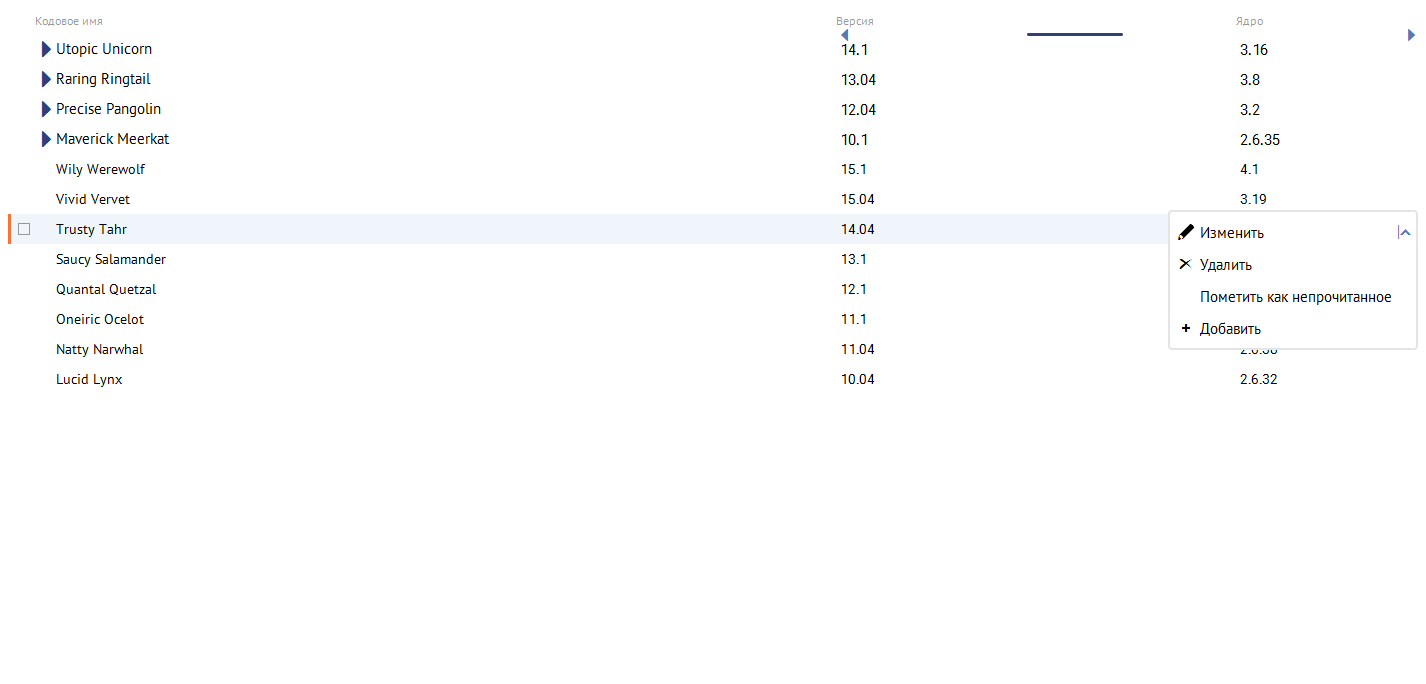 Кодовое имя Версия Ядро
Utopic Unicorn 14.1 3.16
Raring Ringtail 13.04 3.8
Precise Pangolin 12.04 3.2
Maverick Meerkat 10.1 2.6.35
Wily Werewolf 15.1 4.1
Vivid Vervet 15.04 3.19
Trusty Tahr 14.04
Изменить
Saucy Salamander 13.1
Удалить
Quantal Quetzal 12.1
Пометить как непрочитанное
Oneiric Ocelot 11.1
Добавить
Natty Narwhal 11.04
Lucid Lynx 10.04 2.6.32